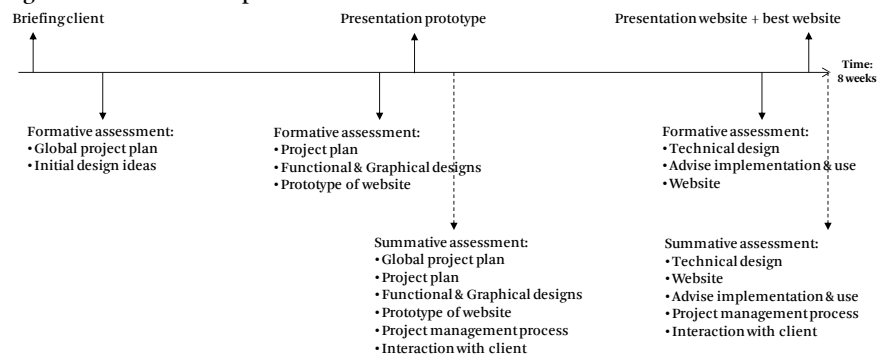 Briefing client
Presentation prototype
Presentation website + best website
Time:
8 weeks
Formative assessment:
• Global project plan
• Initial design ideas
Formative assessment:
• Project plan
• Functional & Graphical designs
• Prototype of website
Formative assessment:
• Technical design
• Advise implementation & use
• Website
Summative assessment:
• Global project plan
• Project plan
• Functional & Graphical designs
• Prototype of website
• Project management process
• Interaction with client
Summative assessment:
• Technical design
• Website
• Advise implementation & use
• Project management process
• Interaction with client